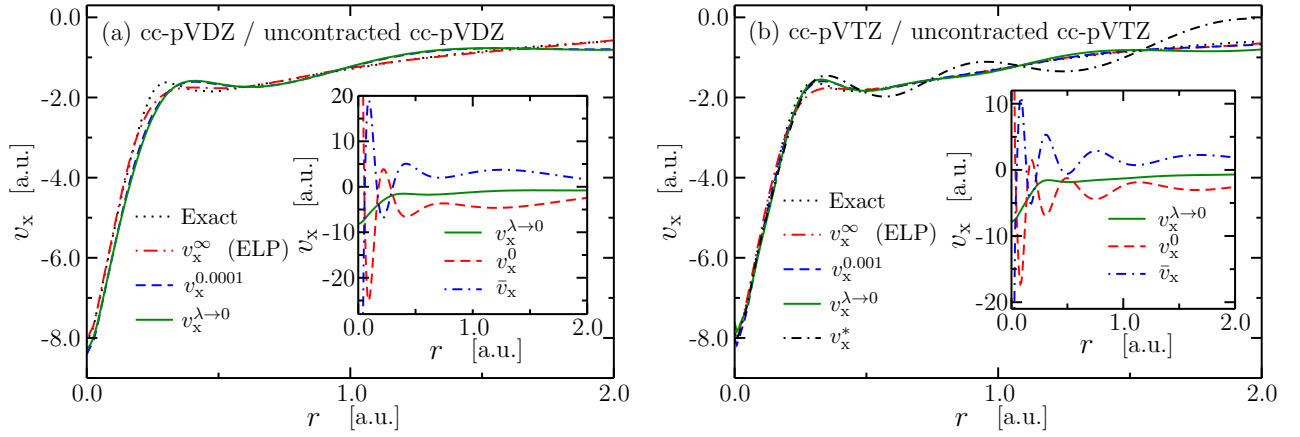 (a) cc-pVDZ / uncontracted cc-pVDZ
-2.0
-4.0
-6.0
-8.0
v_x [a.u.]
0.0
1.0
2.0
r [a.u.]
Exact
v_x^∞ (ELP)
v_x^0.0001
v_x^λ→0
20
10
0
-10
-20
v_x [a.u.]
0.0
1.0
2.0
r [a.u.]
v_x^λ→0
v_x^0
v̄_x
(b) cc-pVTZ / uncontracted cc-pVTZ
0.0
-2.0
-4.0
-6.0
-8.0
v_x [a.u.]
0.0
1.0
2.0
r [a.u.]
Exact
v_x^∞ (ELP)
v_x^0.001
v_x^λ→0
v_x^*
10
0
-10
-20
v_x [a.u.]
0.0
1.0
2.0
r [a.u.]
v_x^λ→0
v_x^0
v̄_x